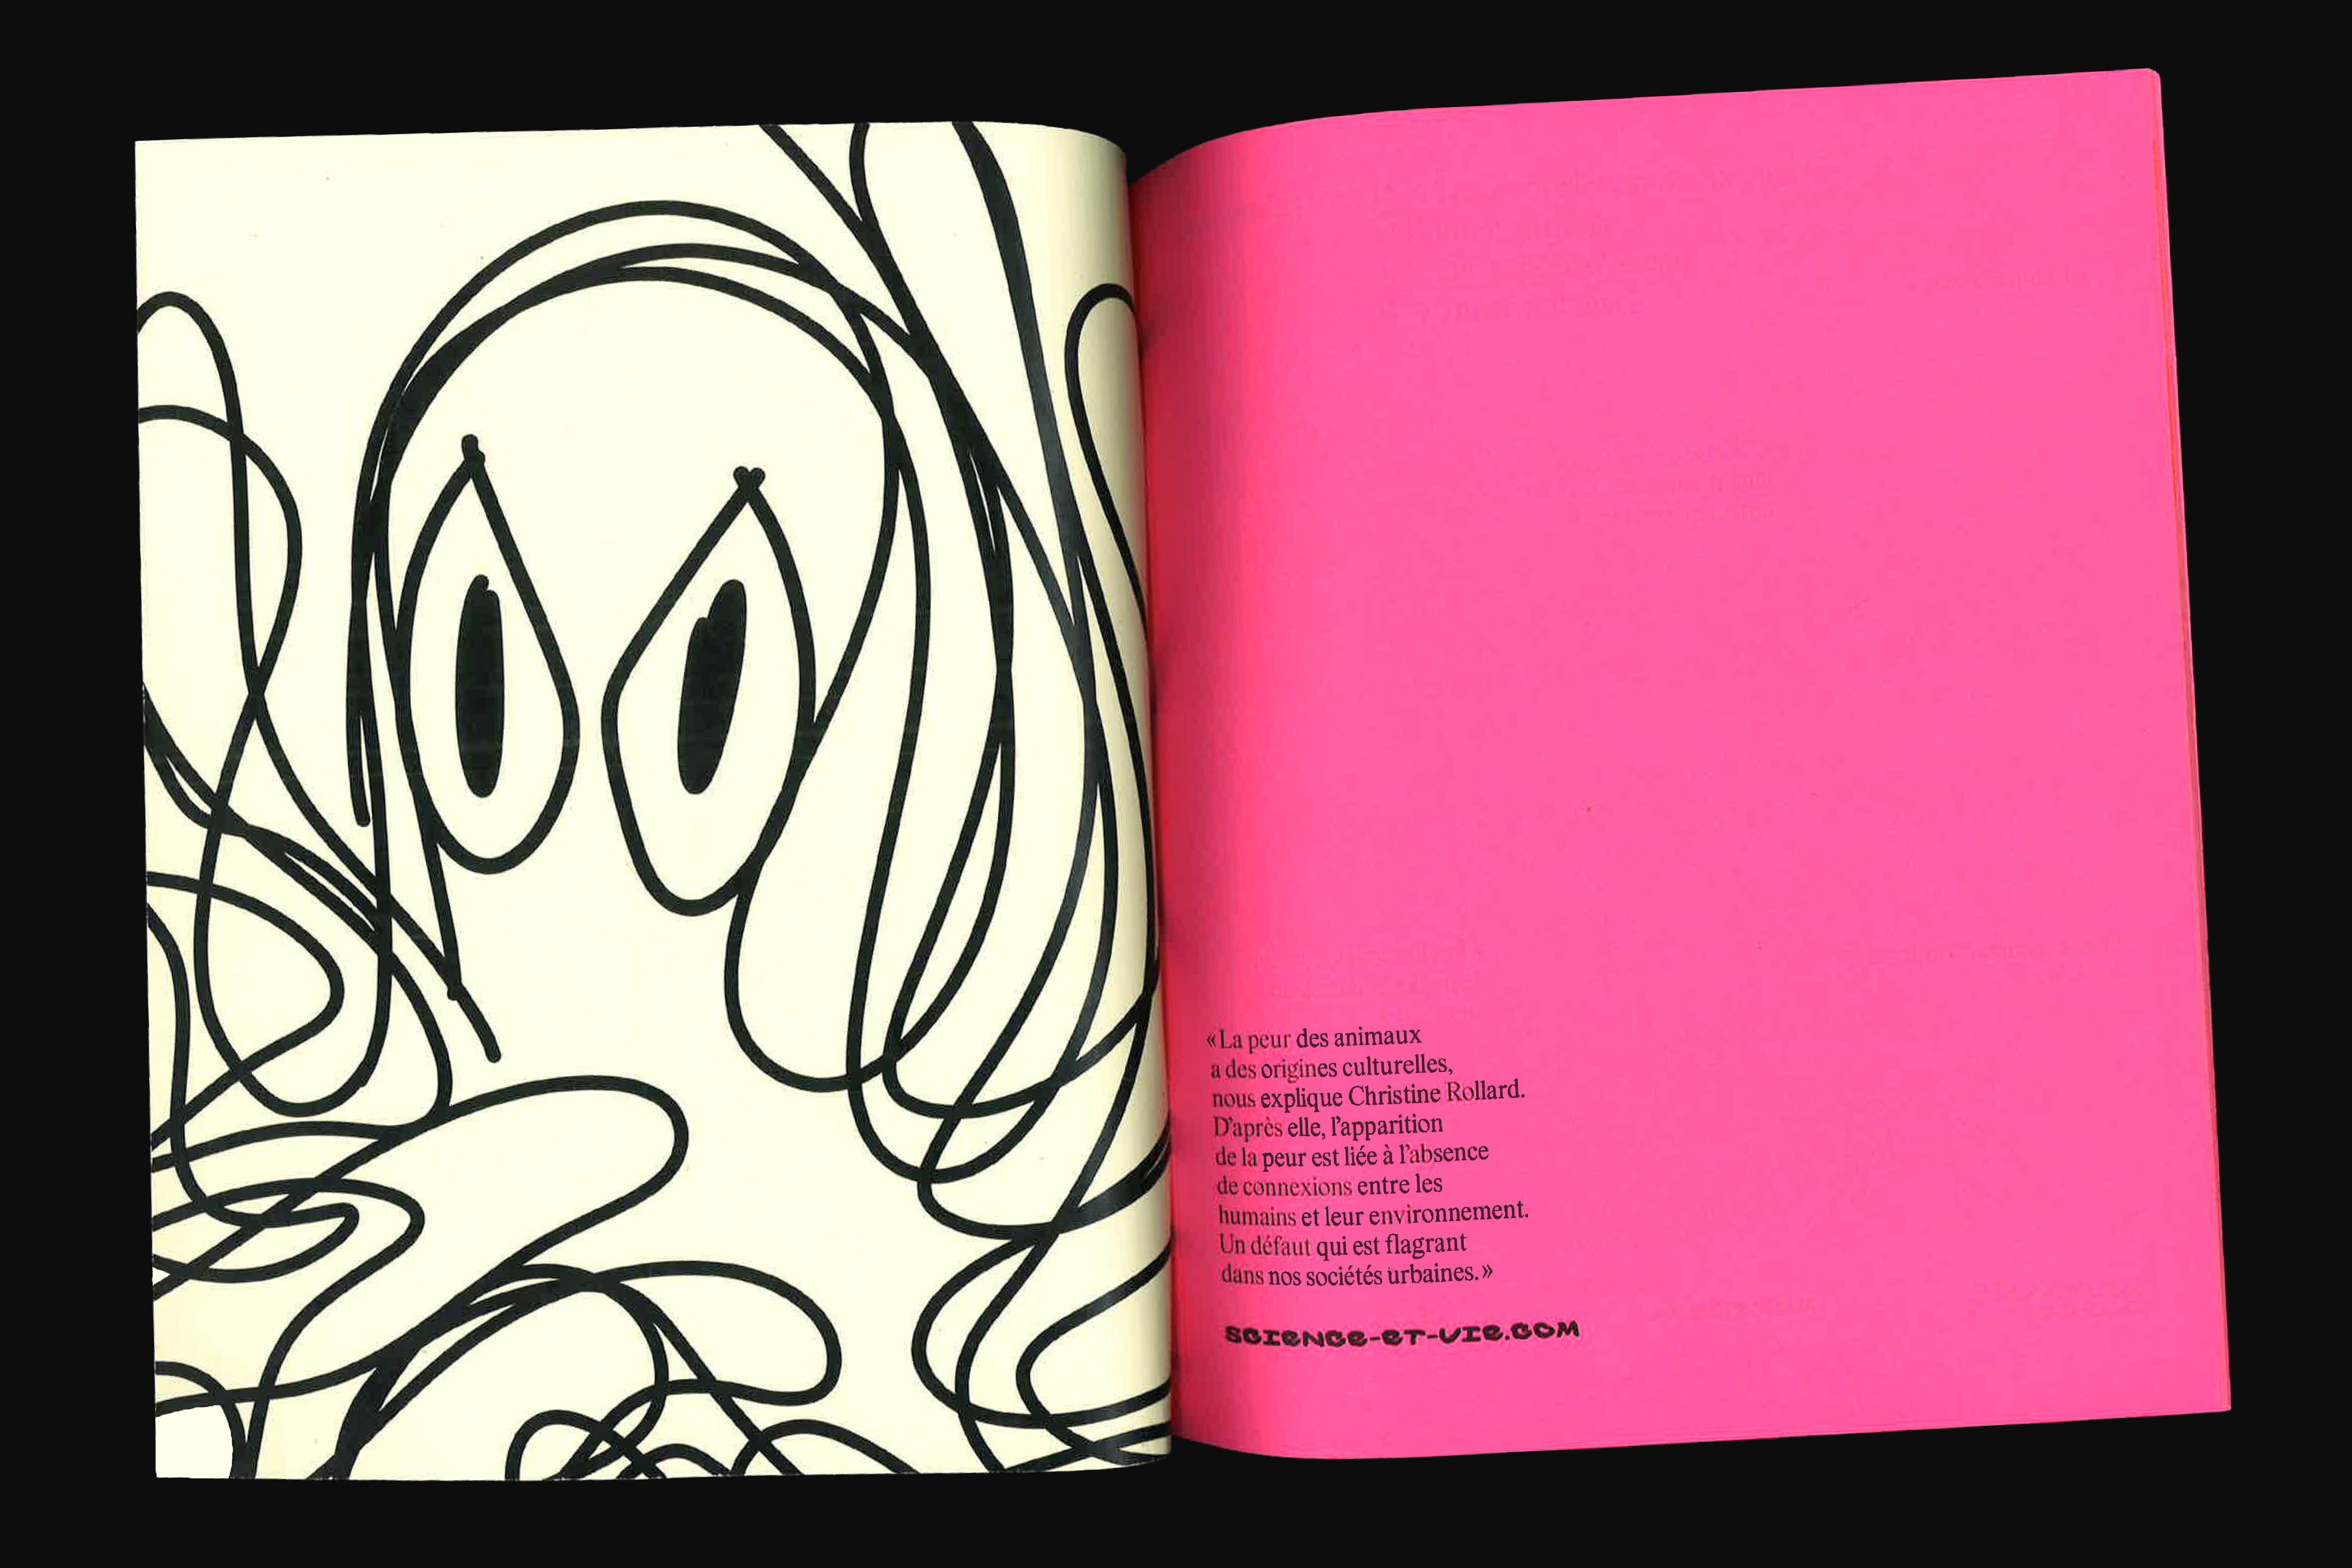 «La peur des animaux
a des origines culturelles,
nous explique Christine Rollard.
D'après elle, l'apparition
de la peur est liée à l'absence
de connexions entre les
humains et leur environnement.
Un défaut qui est flagrant
dans nos sociétés urbaines.»
SCIENCE-ET-VIE.COM